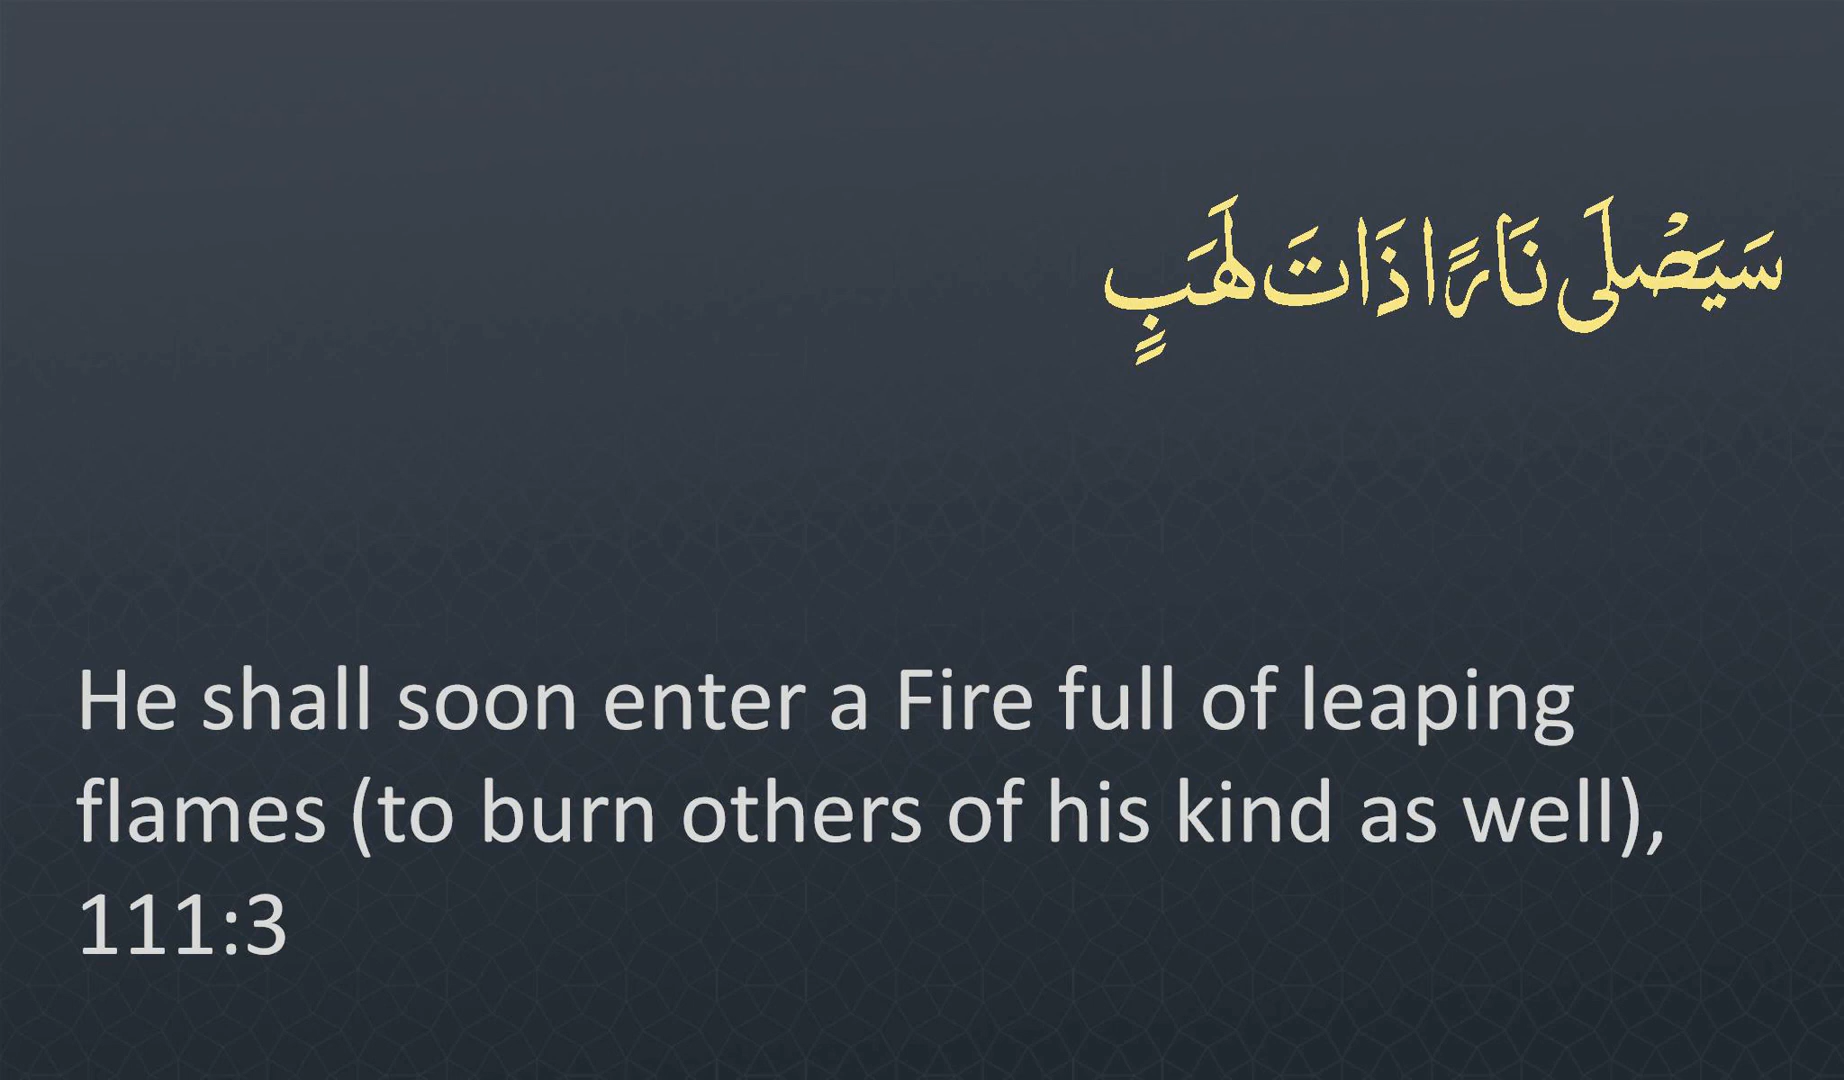 سَيَصْلَى نَارًا ذَاتَ لَهَبٍ
He shall soon enter a Fire full of leaping
flames (to burn others of his kind as well),
111:3